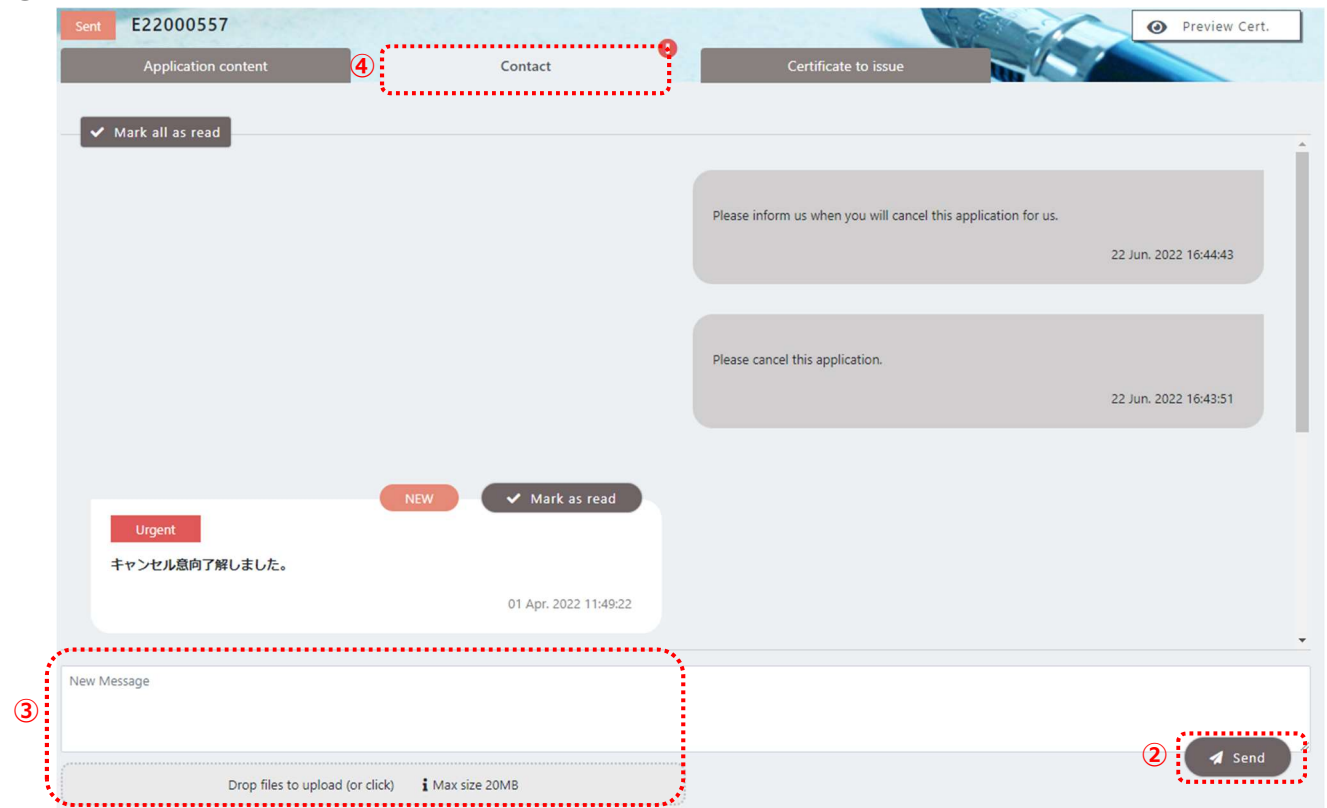 Sent E22000557
Preview Cert.
Application content
④
Contact
Certificate to issue
Mark all as read
Please inform us when you will cancel this application for us.
22 Jun. 2022 16:44:43
Please cancel this application.
22 Jun. 2022 16:43:51
NEW
Mark as read
Urgent
キャンセル意向了解しました。
01 Apr. 2022 11:49:22
③
New Message
②
Send
Drop files to upload (or click) i Max size 20MB